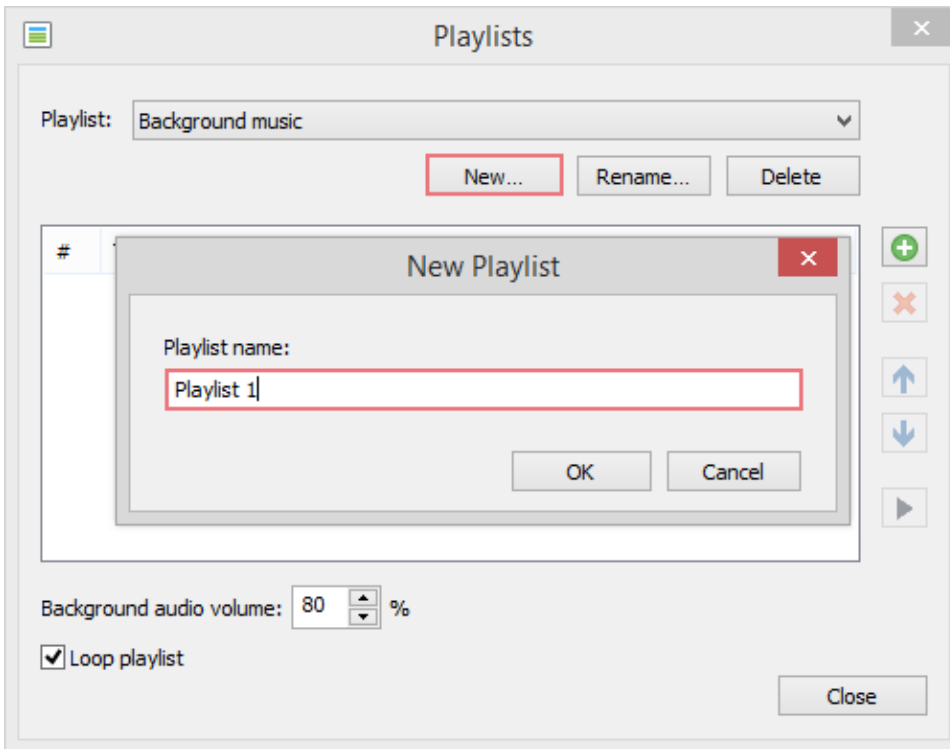 Playlists
Playlist: Background music
New... Rename... Delete
#
New Playlist
Playlist name:
Playlist 1
OK Cancel
Background audio volume: 80 %
Loop playlist
Close